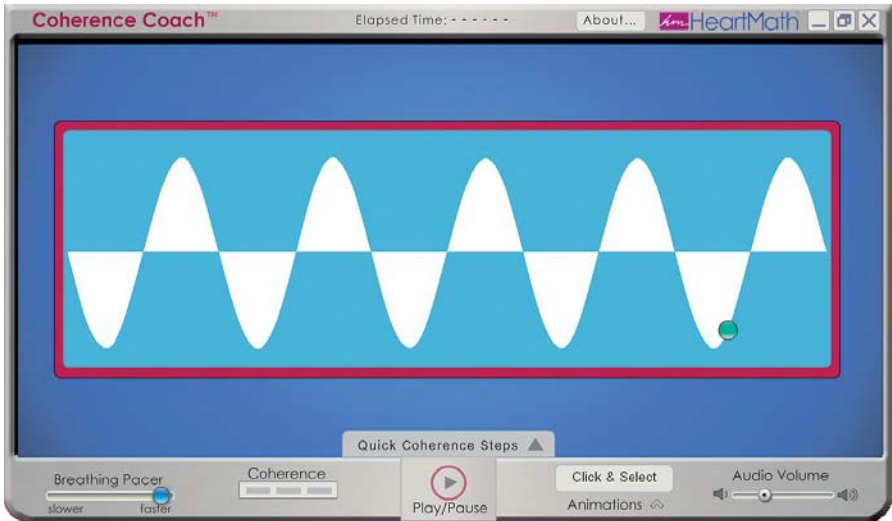 Coherence Coach™
Elapsed Time: - - - - - -
About...
hm HeartMath
Quick Coherence Steps
Breathing Pacer
slower faster
Coherence
Play/Pause
Click & Select
Animations
Audio Volume